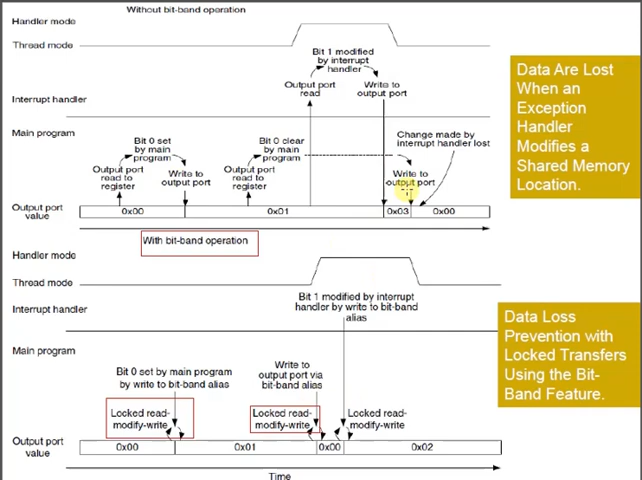 Without bit-band operation
Handler mode
Thread mode
Bit 1 modified
by interrupt
handler
Output port
read
Write to
output port
Interrupt handler
Main program
Bit 0 set
by main
program
Output port
read to
register
Write to
output port
Bit 0 clear
by main
program
Output port
read to
register
Change made by
interrupt handler lost
Write to
output port
Output port
value
0x00
0x01
0x03
0x00
Data Are Lost
When an
Exception
Handler
Modifies a
Shared Memory
Location.
With bit-band operation
Handler mode
Thread mode
Bit 1 modified by interrupt
handler by write to bit-band
alias
Interrupt handler
Main program
Bit 0 set by main program
by write to bit-band alias
Write to
output port via
bit-band alias
Locked read-
modify-write
Locked read-
modify-write
Locked read-
modify-write
Output port
value
0x00
0x01
0x00
0x02
Time
Data Loss
Prevention with
Locked Transfers
Using the Bit-
Band Feature.